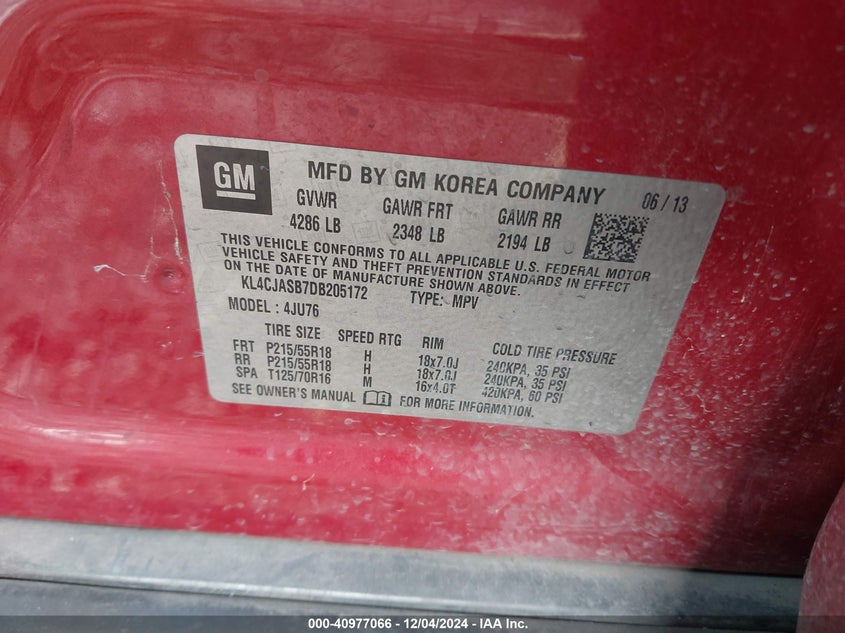 GM MFD BY GM KOREA COMPANY 06 / 13
GVWR GAWR FRT GAWR RR
4286 LB 2348 LB 2194 LB
THIS VEHICLE CONFORMS TO ALL APPLICABLE U.S. FEDERAL MOTOR
VEHICLE SAFETY AND THEFT PREVENTION STANDARDS IN EFFECT
ON THE DATE OF MANUFACTURE SHOWN ABOVE.
KL4CJASB7DB205172 TYPE: MPV
MODEL : 4JU76
TIRE SIZE SPEED RTG RIM COLD TIRE PRESSURE
FRT P215/55R18 H 18x7.0J 240KPA, 35 PSI
RR P215/55R18 H 18x7.0J 240KPA, 35 PSI
SPA T125/70R16 M 16x4.0T 420KPA, 60 PSI
SEE OWNER'S MANUAL FOR MORE INFORMATION.
000-40977066 - 12/04/2024 - IAA Inc.